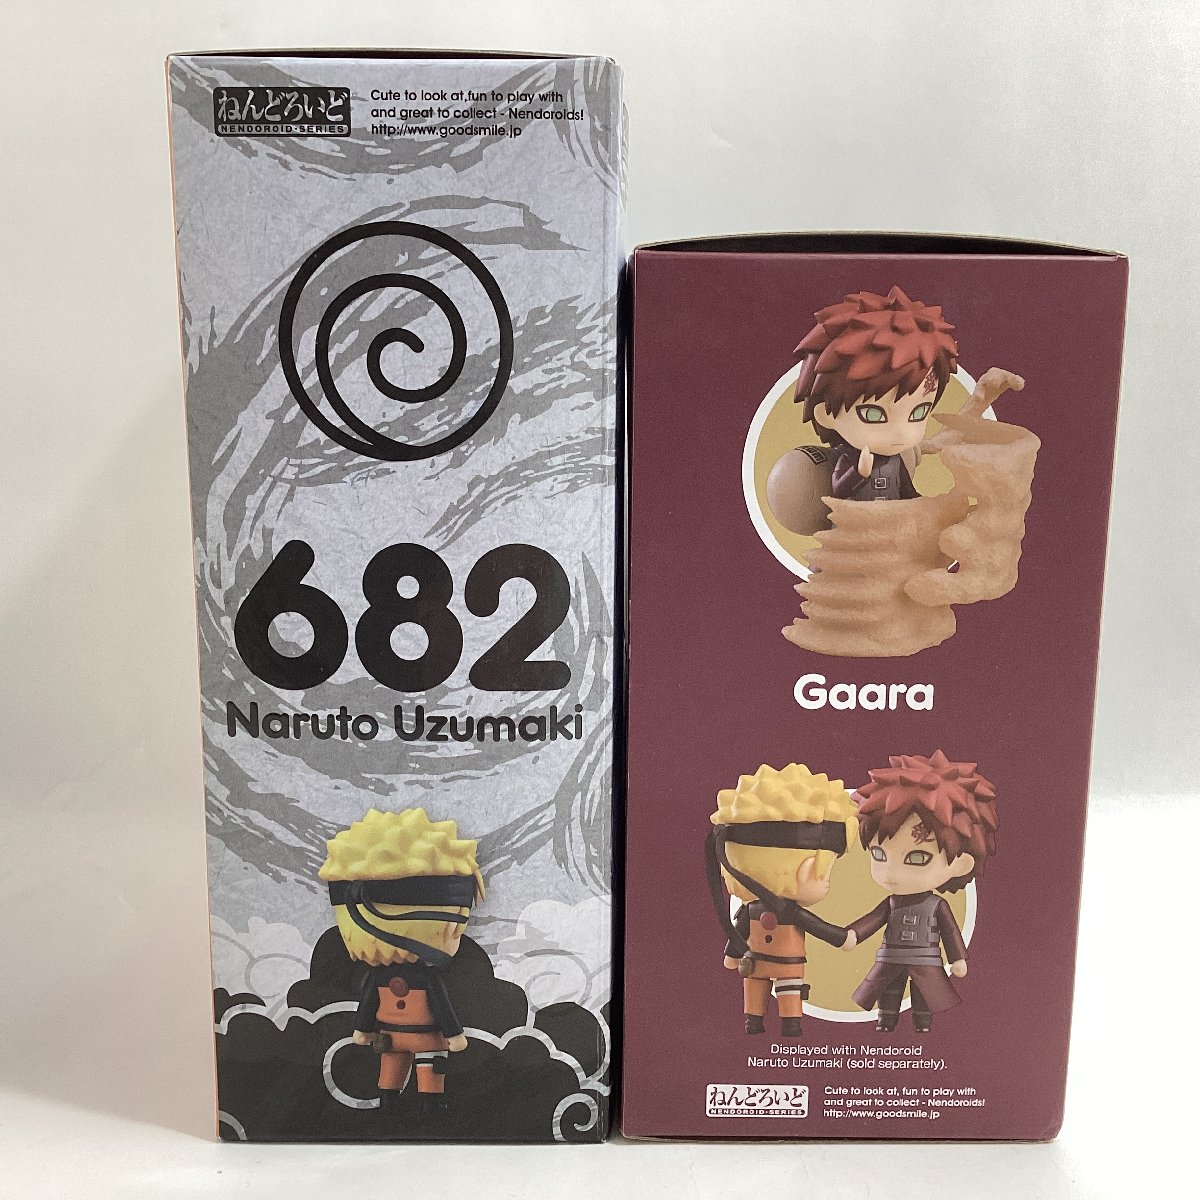 ねんどろいど
NENDOROID·SERIES
Cute to look at,fun to play with
and great to collect - Nendoroids!
http://www.goodsmile.jp
682
Naruto Uzumaki
愛
Gaara
愛
Displayed with Nendoroid
Naruto Uzumaki (sold separately).
ねんどろいど
NENDOROID·SERIES
Cute to look at, fun to play with
and great to collect - Nendoroids!
http://www.goodsmile.jp